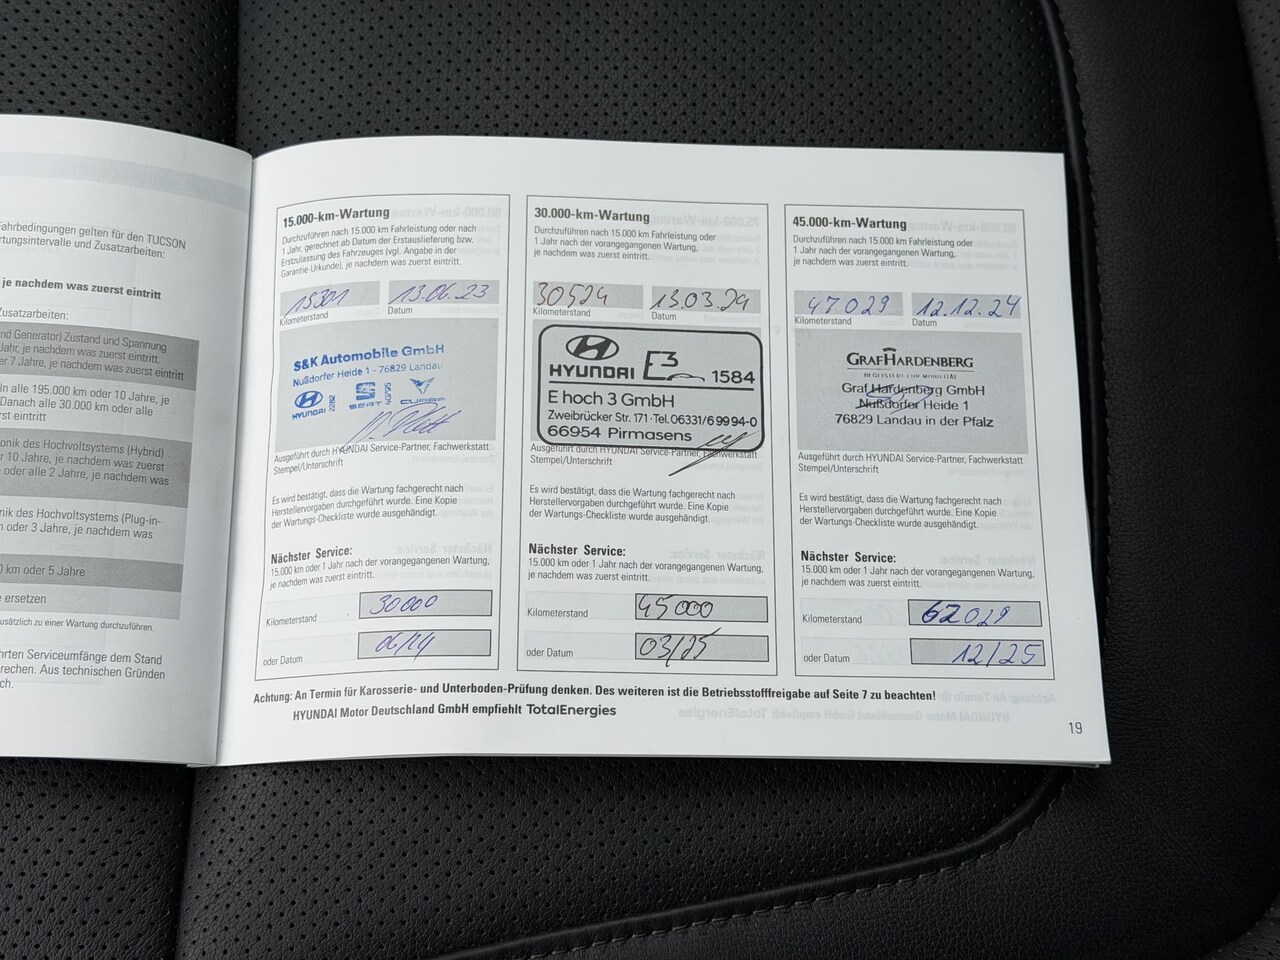 Fahrbedingungen gelten für den TUCSON
rtungsintervalle und Zusatzarbeiten:
je nachdem was zuerst eintritt
Zusatzarbeiten:
nd Generator) Zustand und Spannung
Jahr, je nachdem was zuerst eintritt.
er 7 Jahre, je nachdem was zuerst eintritt
ln alle 195.000 km oder 10 Jahre, je
Danach alle 30.000 km oder alle
rst eintritt
onik des Hochvoltsystems (Hybrid)
r 10 Jahre, je nachdem was zuerst
oder alle 2 Jahre, je nachdem was
nik des Hochvoltsystems (Plug-in-
n oder 3 Jahre, je nachdem was
0 km oder 5 Jahre
e ersetzen
usätzlich zu einer Wartung durchzuführen.
hrten Serviceumfänge dem Stand
rechen. Aus technischen Gründen
ch.
15.000-km-Wartung
Durchzuführen nach 15.000 km Fahrleistung oder nach
1 Jahr, gerechnet ab Datum der Erstauslieferung bzw.
Erstzulassung des Fahrzeuges (vgl. Angabe in der
Garantie-Urkunde), je nachdem was zuerst eintritt.
15301 13.06.23
Kilometerstand Datum
S&K Automobile GmbH
Nußdorfer Heide 1 - 76829 Landau
HYUNDAI 2282 SEAT 40795 CUPRA
Ausgeführt durch HYUNDAI Service-Partner, Fachwerkstatt
Stempel/Unterschrift
Es wird bestätigt, dass die Wartung fachgerecht nach
Herstellervorgaben durchgeführt wurde. Eine Kopie
der Wartungs-Checkliste wurde ausgehändigt.
Nächster Service:
15.000 km oder 1 Jahr nach der vorangegangenen Wartung,
je nachdem was zuerst eintritt.
Kilometerstand 30000
oder Datum 06/24
30.000-km-Wartung
Durchzuführen nach 15.000 km Fahrleistung oder
1 Jahr nach der vorangegangenen Wartung,
je nachdem was zuerst eintritt.
30524 13.03.24
Kilometerstand Datum
HYUNDAI E3 1584
E hoch 3 GmbH
Zweibrücker Str. 171 · Tel. 06331/6 99 94-0
66954 Pirmasens
Ausgeführt durch HYUNDAI Service-Partner, Fachwerkstatt
Stempel/Unterschrift
Es wird bestätigt, dass die Wartung fachgerecht nach
Herstellervorgaben durchgeführt wurde. Eine Kopie
der Wartungs-Checkliste wurde ausgehändigt.
Nächster Service:
15.000 km oder 1 Jahr nach der vorangegangenen Wartung,
je nachdem was zuerst eintritt.
Kilometerstand 45000
oder Datum 03/25
45.000-km-Wartung
Durchzuführen nach 15.000 km Fahrleistung oder
1 Jahr nach der vorangegangenen Wartung,
je nachdem was zuerst eintritt.
47029 12.12.24
Kilometerstand Datum
GRAFHARDENBERG
Graf Hardenberg GmbH
Nußdorfer Heide 1
76829 Landau in der Pfalz
Ausgeführt durch HYUNDAI Service-Partner, Fachwerkstatt
Stempel/Unterschrift
Es wird bestätigt, dass die Wartung fachgerecht nach
Herstellervorgaben durchgeführt wurde. Eine Kopie
der Wartungs-Checkliste wurde ausgehändigt.
Nächster Service:
15.000 km oder 1 Jahr nach der vorangegangenen Wartung,
je nachdem was zuerst eintritt.
Kilometerstand 62029
oder Datum 12/25
Achtung: An Termin für Karosserie- und Unterboden-Prüfung denken. Des weiteren ist die Betriebsstofffreigabe auf Seite 7 zu beachten!
HYUNDAI Motor Deutschland GmbH empfiehlt TotalEnergies
19